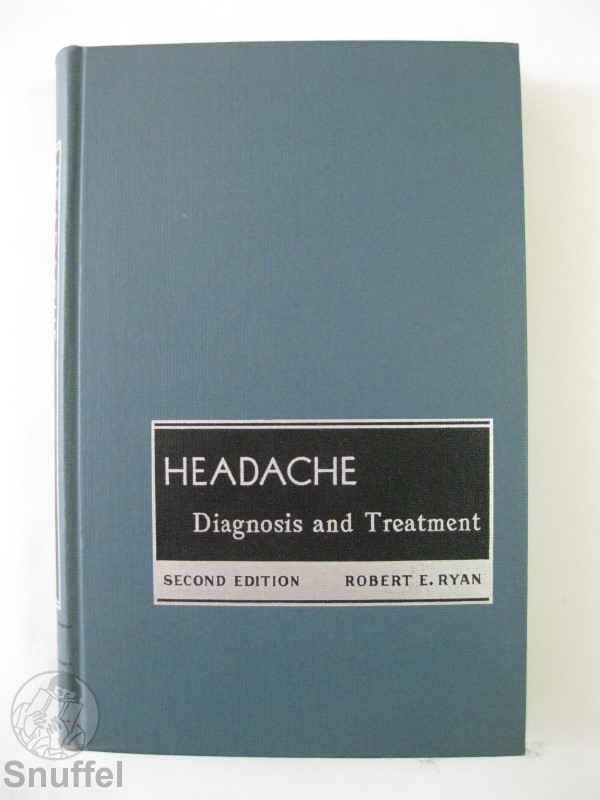 HEADACHE
Diagnosis and Treatment
SECOND EDITION ROBERT E. RYAN
Snuffel